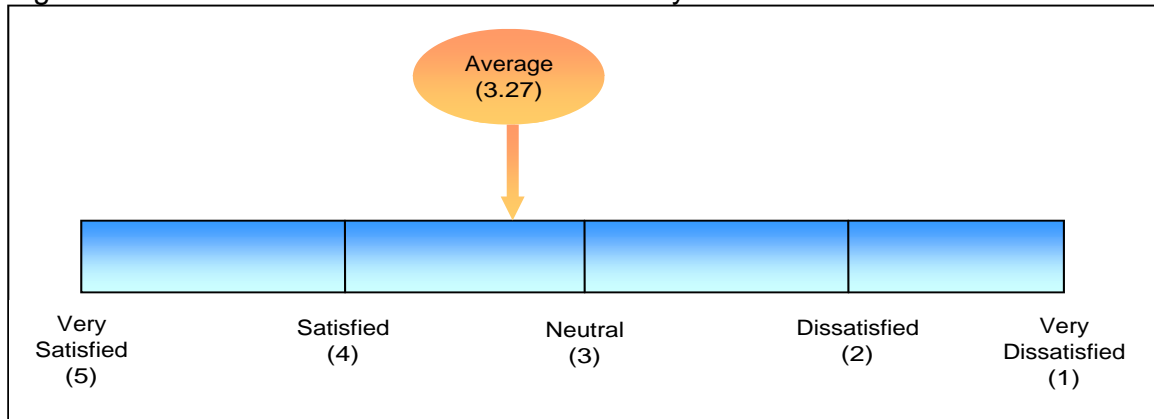 Average
(3.27)
Very
Satisfied
(5)
Satisfied
(4)
Neutral
(3)
Dissatisfied
(2)
Very
Dissatisfied
(1)